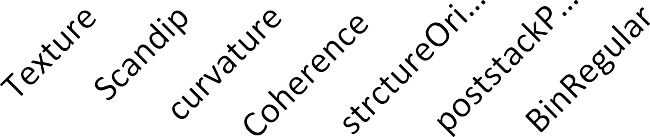 Texture
Scandip
curvature
Coherence
strctureOri...
poststackP...
BinRegular